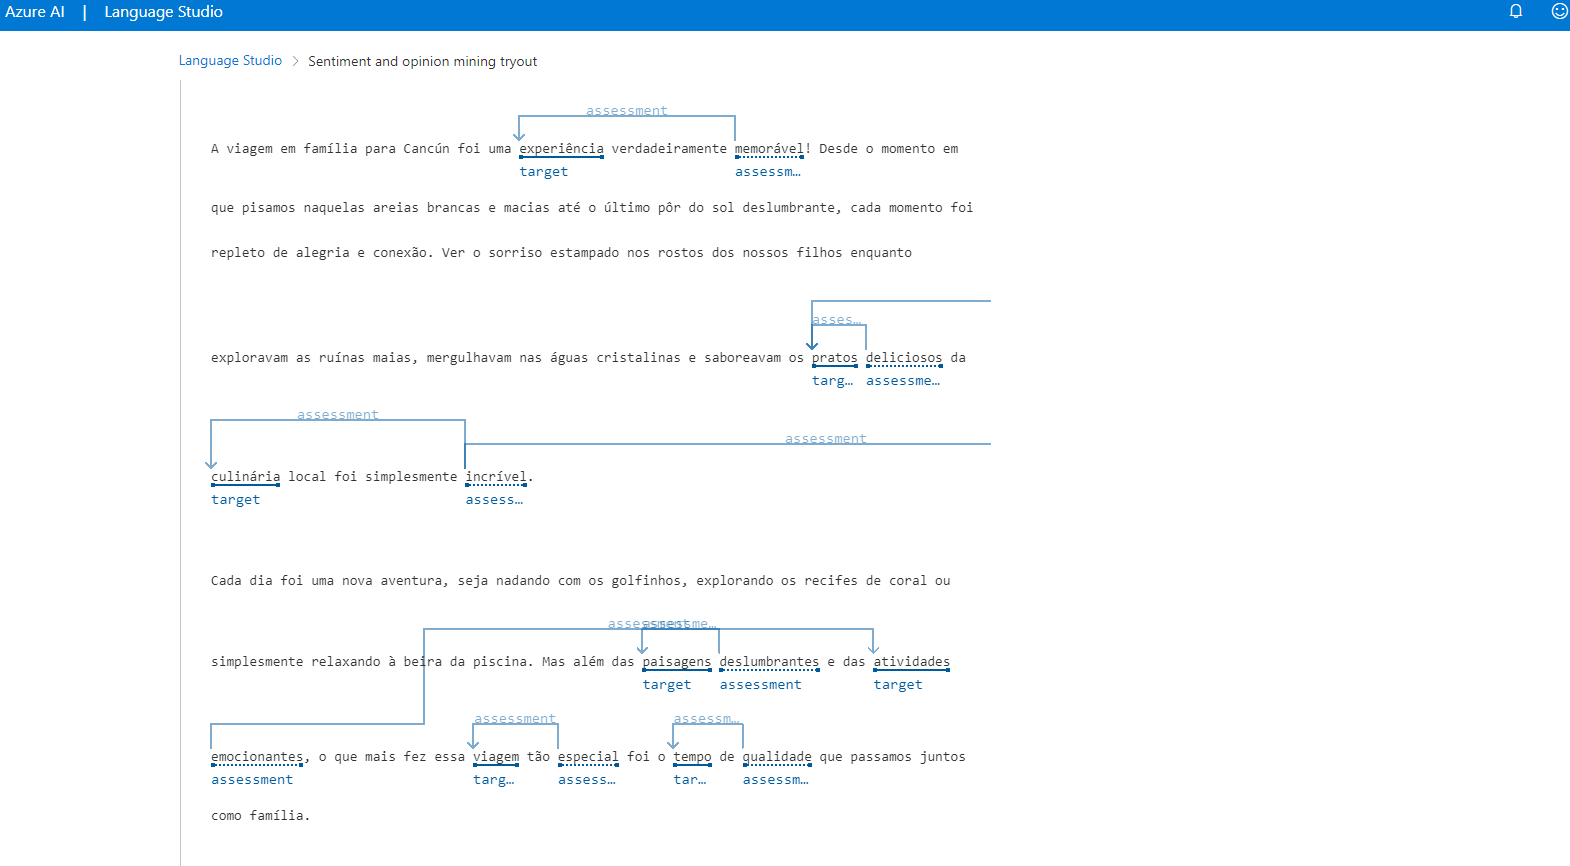 Azure AI | Language Studio
Language Studio > Sentiment and opinion mining tryout
assessment
A viagem em família para Cancún foi uma experiência verdadeiramente memorável! Desde o momento em
target assessm…
que pisamos naquelas areias brancas e macias até o último pôr do sol deslumbrante, cada momento foi
repleto de alegria e conexão. Ver o sorriso estampado nos rostos dos nossos filhos enquanto
asses…
exploravam as ruínas maias, mergulhavam nas águas cristalinas e saboreavam os pratos deliciosos da
targ… assessme…
assessment
assessment
culinária local foi simplesmente incrível.
target assess…
Cada dia foi uma nova aventura, seja nadando com os golfinhos, explorando os recifes de coral ou
assessment assessme…
simplesmente relaxando à beira da piscina. Mas além das paisagens deslumbrantes e das atividades
target assessment target
assessment assessm…
emocionantes, o que mais fez essa viagem tão especial foi o tempo de qualidade que passamos juntos
assessment targ… assess… tar… assessm…
como família.